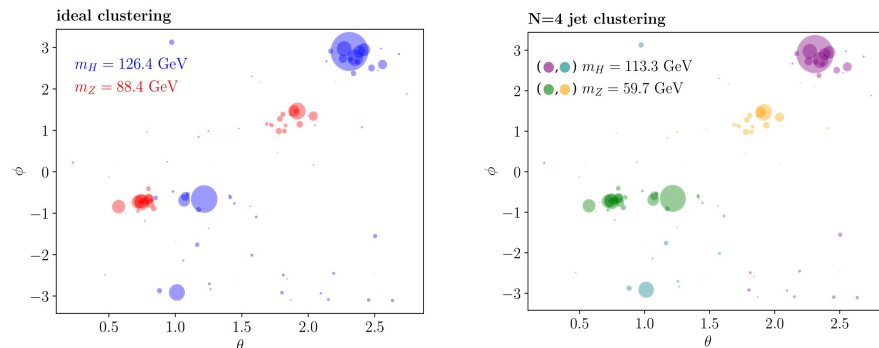 ideal clustering
m_H = 126.4 GeV
m_Z = 88.4 GeV
ϕ
3
2
1
0
−1
−2
−3
0.5 1.0 1.5 2.0 2.5
θ
N=4 jet clustering
( , ) m_H = 113.3 GeV
( , ) m_Z = 59.7 GeV
ϕ
3
2
1
0
−1
−2
−3
0.5 1.0 1.5 2.0 2.5
θ